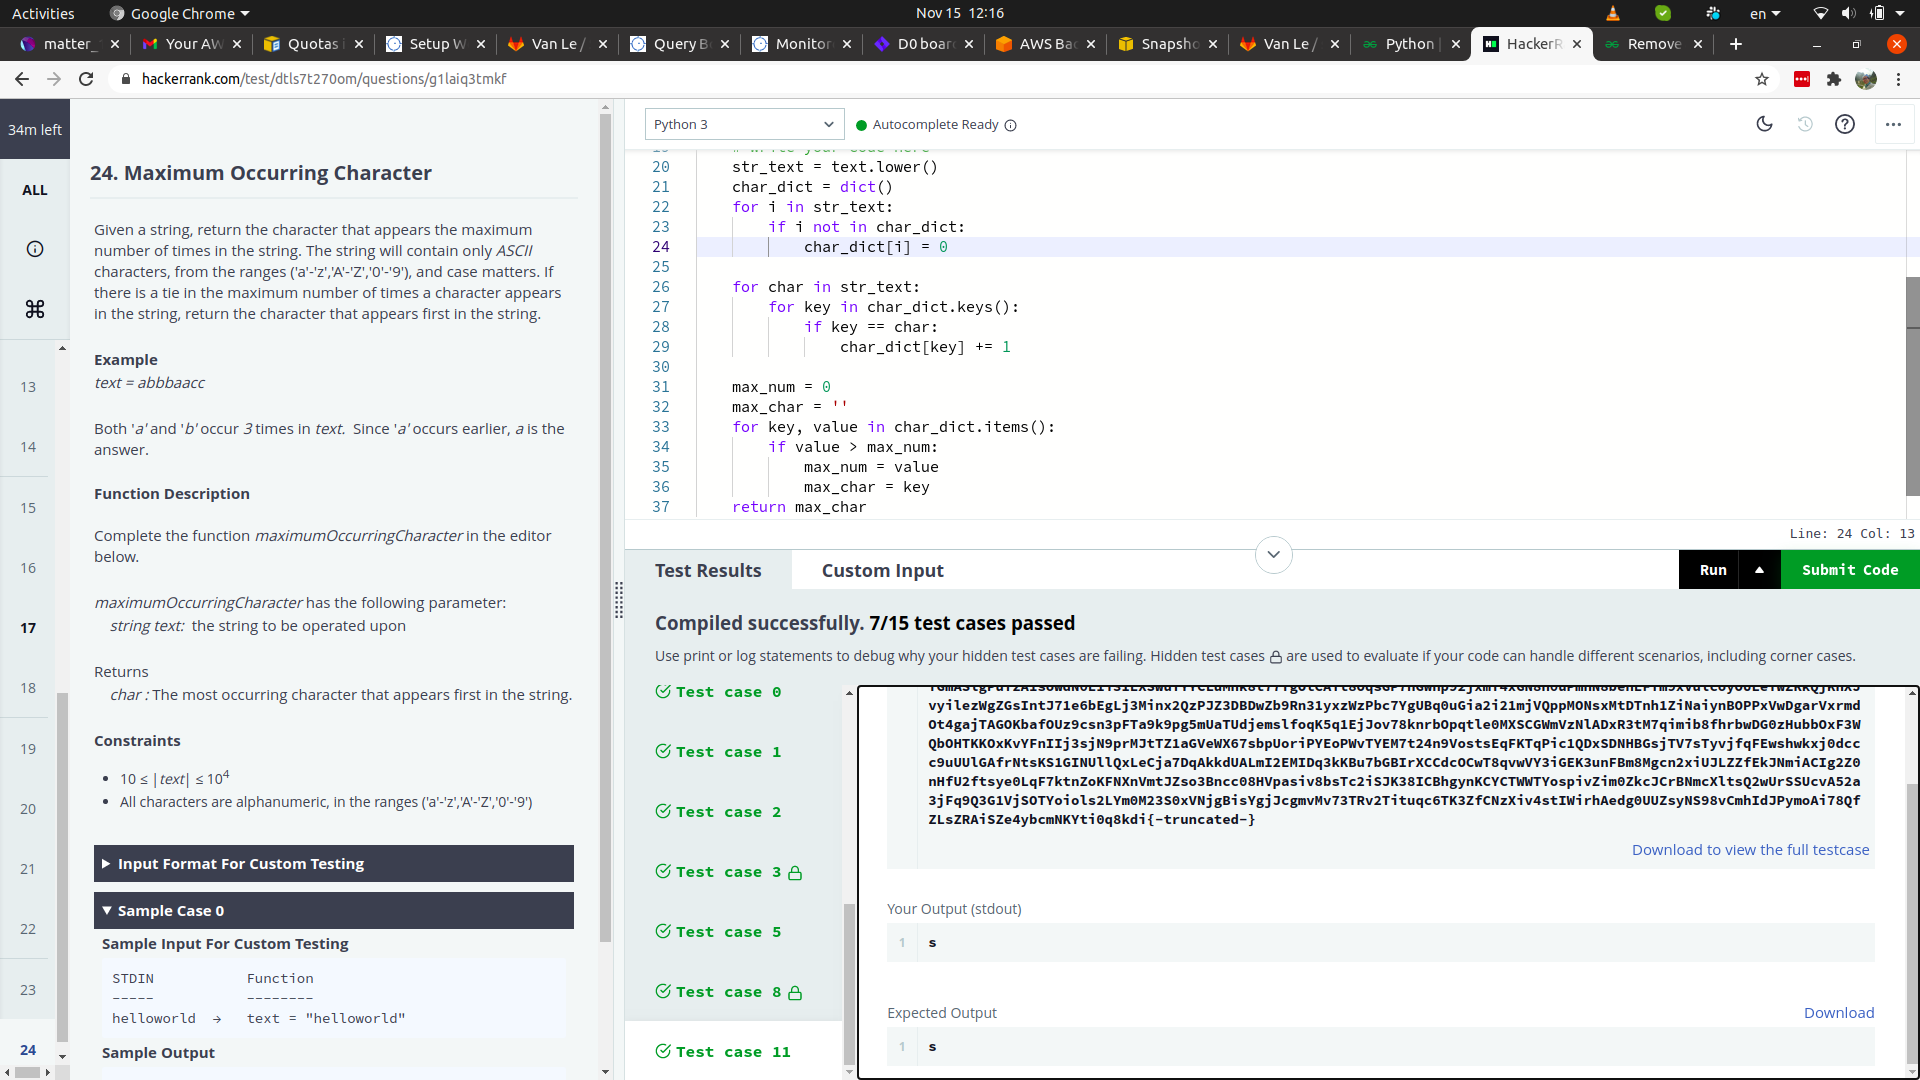 Activities
Google Chrome
Nov 15 12:16
en
matter_
Your AW
Quotas
Setup W
Van Le /
Query B
Monitor
D0 boar
AWS Ba
Snapsho
Van Le /
Python |
HackerR
Remove
hackerrank.com/test/dtls7t270om/questions/g1laiq3tmkf
34m left
ALL
13
14
15
16
17
18
19
20
21
22
23
24
24. Maximum Occurring Character
Given a string, return the character that appears the maximum
number of times in the string. The string will contain only ASCII
characters, from the ranges ('a'-'z','A'-'Z','0'-'9'), and case matters. If
there is a tie in the maximum number of times a character appears
in the string, return the character that appears first in the string.
Example
text = abbbaacc
Both 'a' and 'b' occur 3 times in text. Since 'a' occurs earlier, a is the
answer.
Function Description
Complete the function maximumOccurringCharacter in the editor
below.
maximumOccurringCharacter has the following parameter:
string text: the string to be operated upon
Returns
char : The most occurring character that appears first in the string.
Constraints
10 ≤ |text| ≤ 10^4
All characters are alphanumeric, in the ranges ('a'-'z','A'-'Z','0'-'9')
Input Format For Custom Testing
Sample Case 0
Sample Input For Custom Testing
STDIN Function
----- --------
helloworld → text = "helloworld"
Sample Output
Python 3
Autocomplete Ready
20 str_text = text.lower()
21 char_dict = dict()
22 for i in str_text:
23 if i not in char_dict:
24 char_dict[i] = 0
25
26 for char in str_text:
27 for key in char_dict.keys():
28 if key == char:
29 char_dict[key] += 1
30
31 max_num = 0
32 max_char = ''
33 for key, value in char_dict.items():
34 if value > max_num:
35 max_num = value
36 max_char = key
37 return max_char
Line: 24 Col: 13
Test Results
Custom Input
Run
Submit Code
Compiled successfully. 7/15 test cases passed
Use print or log statements to debug why your hidden test cases are failing. Hidden test cases are used to evaluate if your code can handle different scenarios, including corner cases.
Test case 0
Test case 1
Test case 2
Test case 3
Test case 5
Test case 8
Test case 11
vyilezWgZGsIntJ71e6bEgLj3Minx2QzPJZ3DBDwZb9Rn31yxzWzPbc7YgUBq0uGia2i21mjVQppMONsxMtDTnh1ZiNaiynBOPPxVwDgarVxrmd
Ot4gajTAGOKbafOUz9csn3pFTa9k9pg5mUaTUdjemslfoqK5q1EjJov78knrbOpqtle0MXSCGWmVzNlADxR3tM7qimib8fhrbwDG0zHubbOxF3W
QbOHTKKOxKvYFnIIj3sjN9prMJtTZ1aGVeWX67sbpUoriPYEoPWvTYEM7t24n9VostsEqFKTqPic1QDxSDNHBGsjTV7sTyvjfqFEwshwkxj0dcc
c9uUUlGAfrNtsKS1GINUllQxLeCja7DqAkkdUALmI2EMIDq3kKBu7bGBIrXCCdcOCwT8qvwVY3iGEK3unFBm8Mgcn2xiUJLZZfEkJNmiACIg2Z0
nHfU2ftsye0LqF7ktnZoKFNXnVmtJZso3Bncc08HVpasiv8bsTc2iSJK38ICBhgynKCYCTWWTYospivZim0ZkcJCrBNmcXltsQ2wUrSSUcvA52a
3jFq9Q3G1VjSOTYoiols2LYm0M23S0xVNjgBisYgjJcgmvMv73TRv2Tituqc6TK3ZfCNzXiv4stIWirhAedg0UUZsyNS98vCmhIdJPymoAi78Qf
ZLsZRAiSZe4ybcmNKYti0q8kdi{-truncated-}
Download to view the full testcase
Your Output (stdout)
1 s
Expected Output
Download
1 s